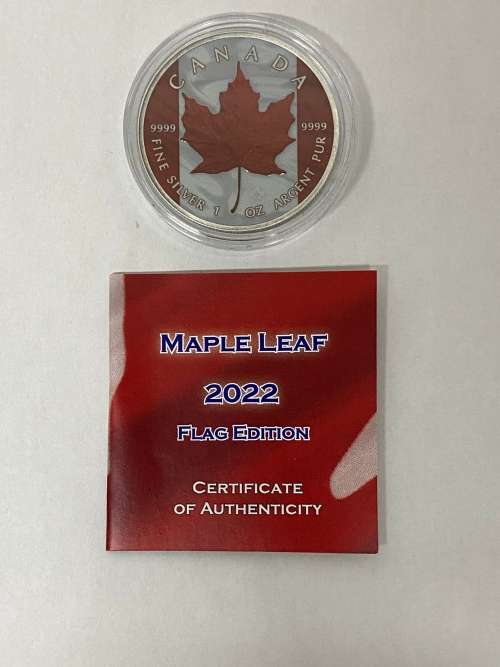 CANADA
9999
9999
FINE SILVER 1 OZ ARGENT PUR
MAPLE LEAF
2022
FLAG EDITION
CERTIFICATE
OF AUTHENTICITY